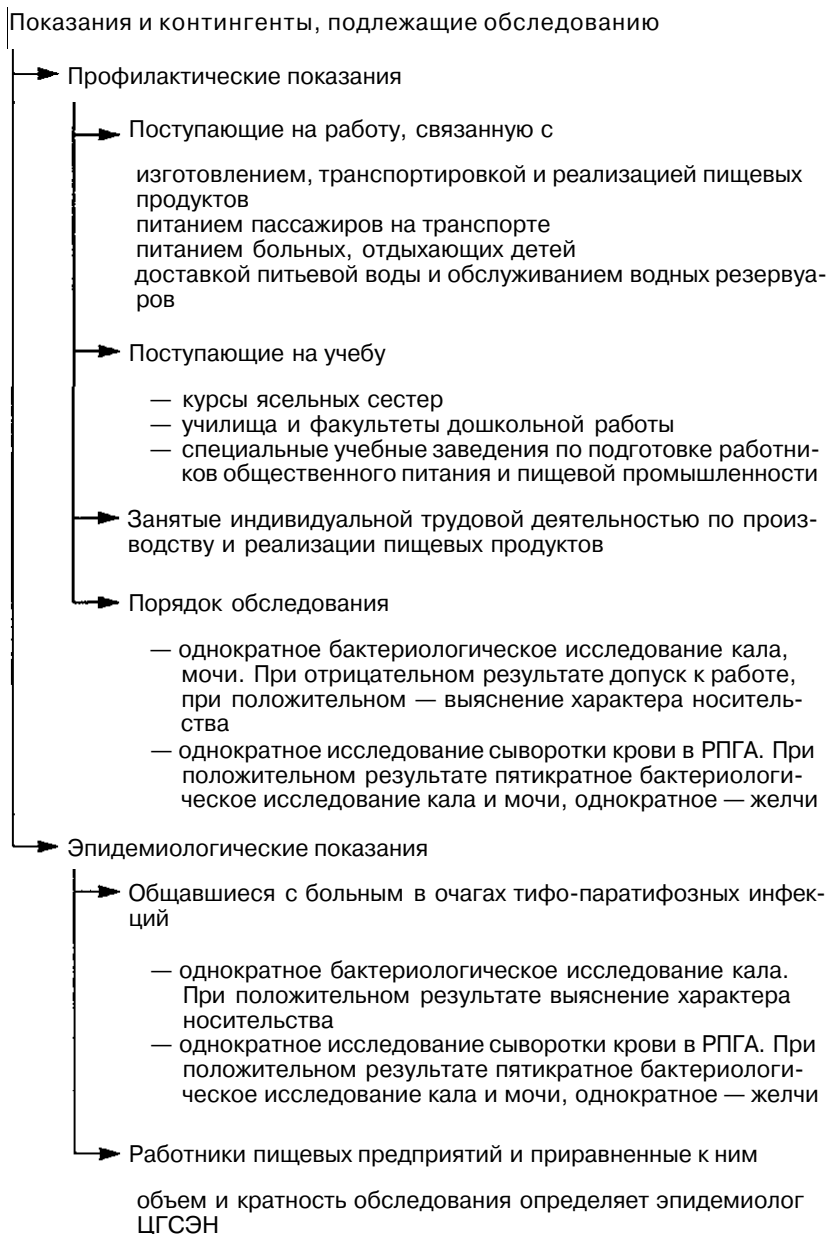 Показания и контингенты, подлежащие обследованию
Профилактические показания
Поступающие на работу, связанную с
изготовлением, транспортировкой и реализацией пищевых
продуктов
питанием пассажиров на транспорте
питанием больных, отдыхающих детей
доставкой питьевой воды и обслуживанием водных резервуа-
ров
Поступающие на учебу
— курсы ясельных сестер
— училища и факультеты дошкольной работы
— специальные учебные заведения по подготовке работни-
ков общественного питания и пищевой промышленности
Занятые индивидуальной трудовой деятельностью по произ-
водству и реализации пищевых продуктов
Порядок обследования
— однократное бактериологическое исследование кала,
мочи. При отрицательном результате допуск к работе,
при положительном — выяснение характера носитель-
ства
— однократное исследование сыворотки крови в РПГА. При
положительном результате пятикратное бактериологи-
ческое исследование кала и мочи, однократное — желчи
Эпидемиологические показания
Общавшиеся с больным в очагах тифо-паратифозных инфек-
ций
— однократное бактериологическое исследование кала.
При положительном результате выяснение характера
носительства
— однократное исследование сыворотки крови в РПГА. При
положительном результате пятикратное бактериологи-
ческое исследование кала и мочи, однократное — желчи
Работники пищевых предприятий и приравненные к ним
объем и кратность обследования определяет эпидемиолог
ЦГСЭН